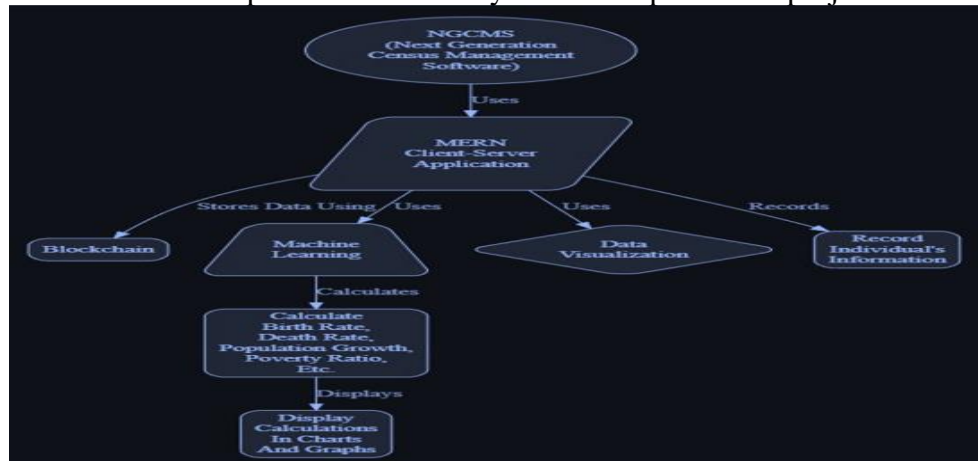 NGCMS
(Next Generation
Census Management
Software)
Uses
MERN
Client-Server
Application
Stores Data Using
Uses
Uses
Records
Blockchain
Machine
Learning
Data
Visualization
Record
Individual's
Information
Calculates
Calculate
Birth Rate,
Death Rate,
Population Growth,
Poverty Ratio,
Etc.
Displays
Display
Calculations
In Charts
And Graphs